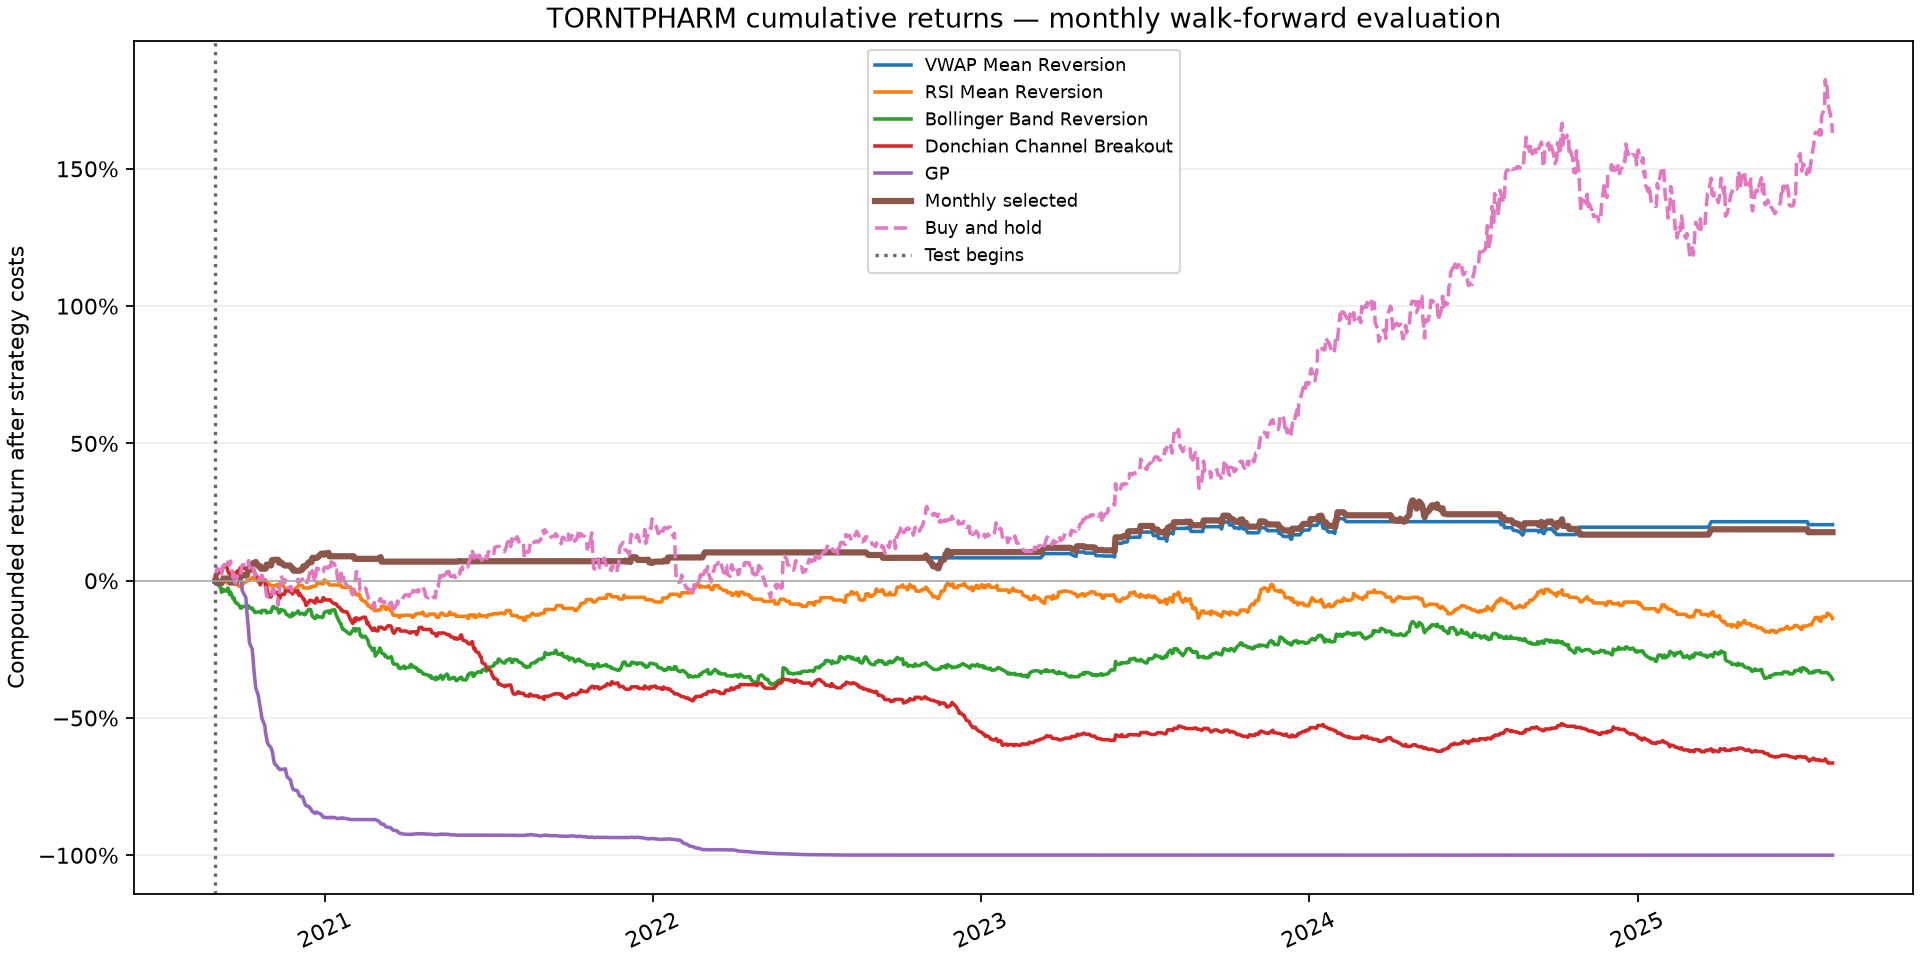 TORNTPHARM cumulative returns — monthly walk-forward evaluation
VWAP Mean Reversion
RSI Mean Reversion
Bollinger Band Reversion
Donchian Channel Breakout
GP
Monthly selected
Buy and hold
Test begins
Compounded return after strategy costs
150%
100%
50%
0%
−50%
−100%
2021
2022
2023
2024
2025